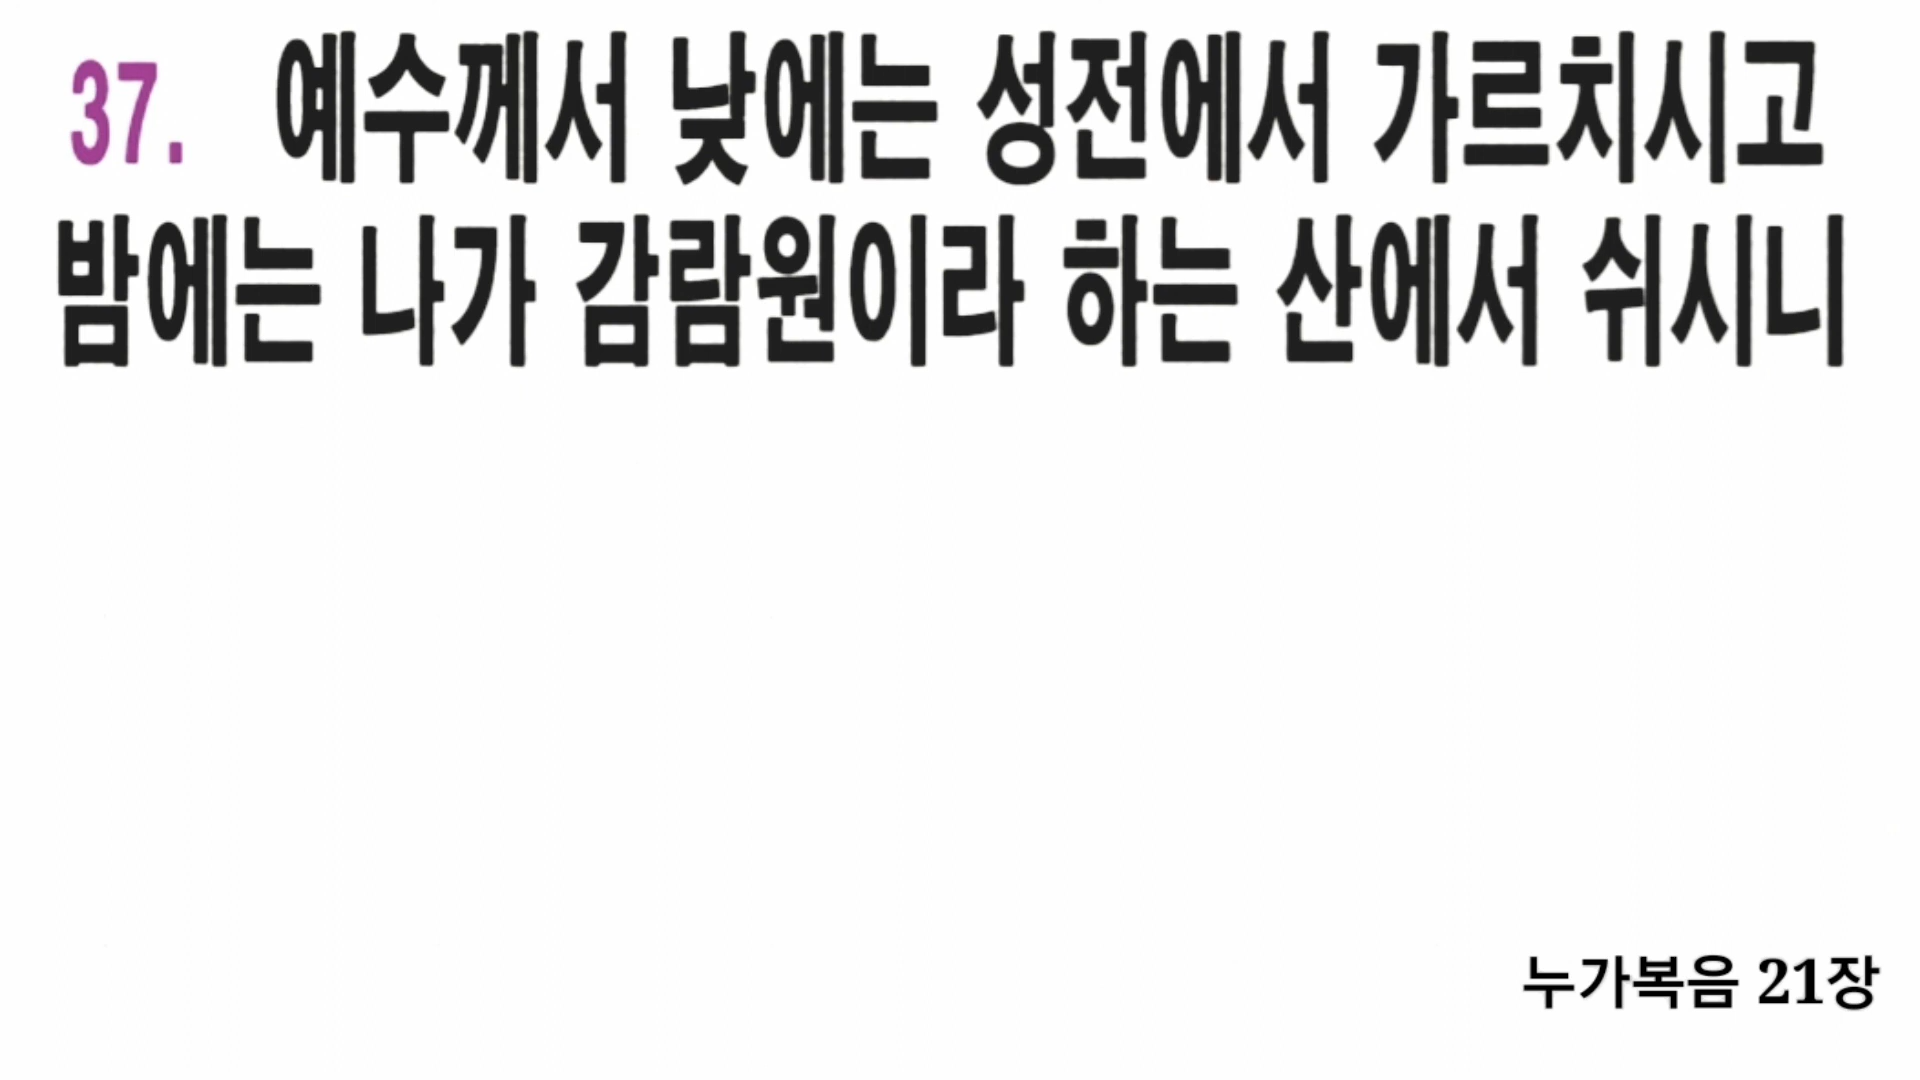 37. 예수께서 낮에는 성전에서 가르치시고
밤에는 나가 감람원이라 하는 산에서 쉬시니
누가복음 21장